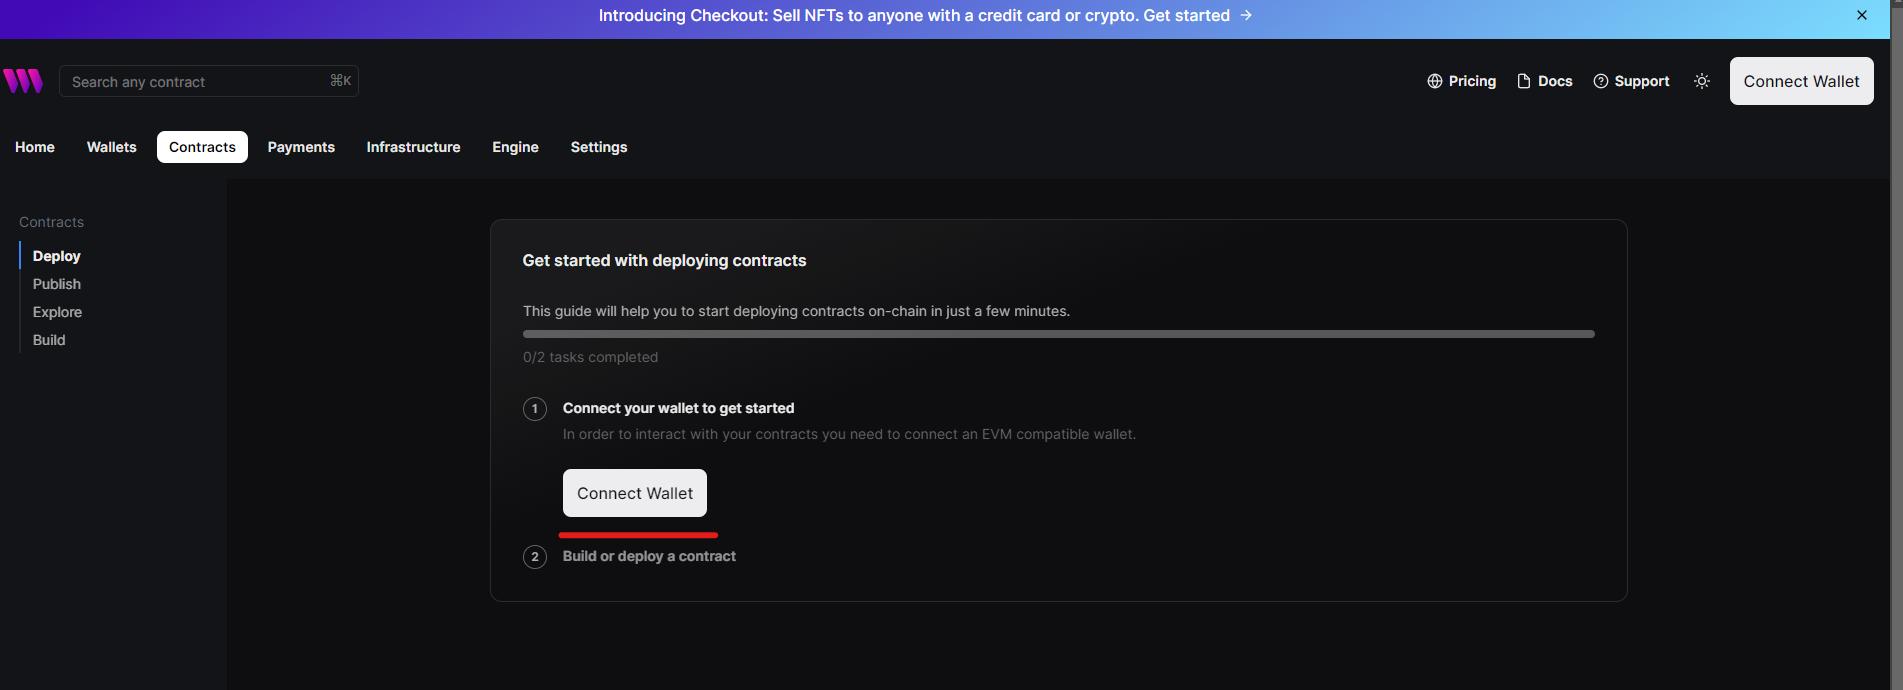 Introducing Checkout: Sell NFTs to anyone with a credit card or crypto. Get started →
Search any contract ⌘K
Pricing Docs Support Connect Wallet
Home Wallets Contracts Payments Infrastructure Engine Settings
Contracts
Deploy
Publish
Explore
Build
Get started with deploying contracts
This guide will help you to start deploying contracts on-chain in just a few minutes.
0/2 tasks completed
1 Connect your wallet to get started
In order to interact with your contracts you need to connect an EVM compatible wallet.
Connect Wallet
2 Build or deploy a contract